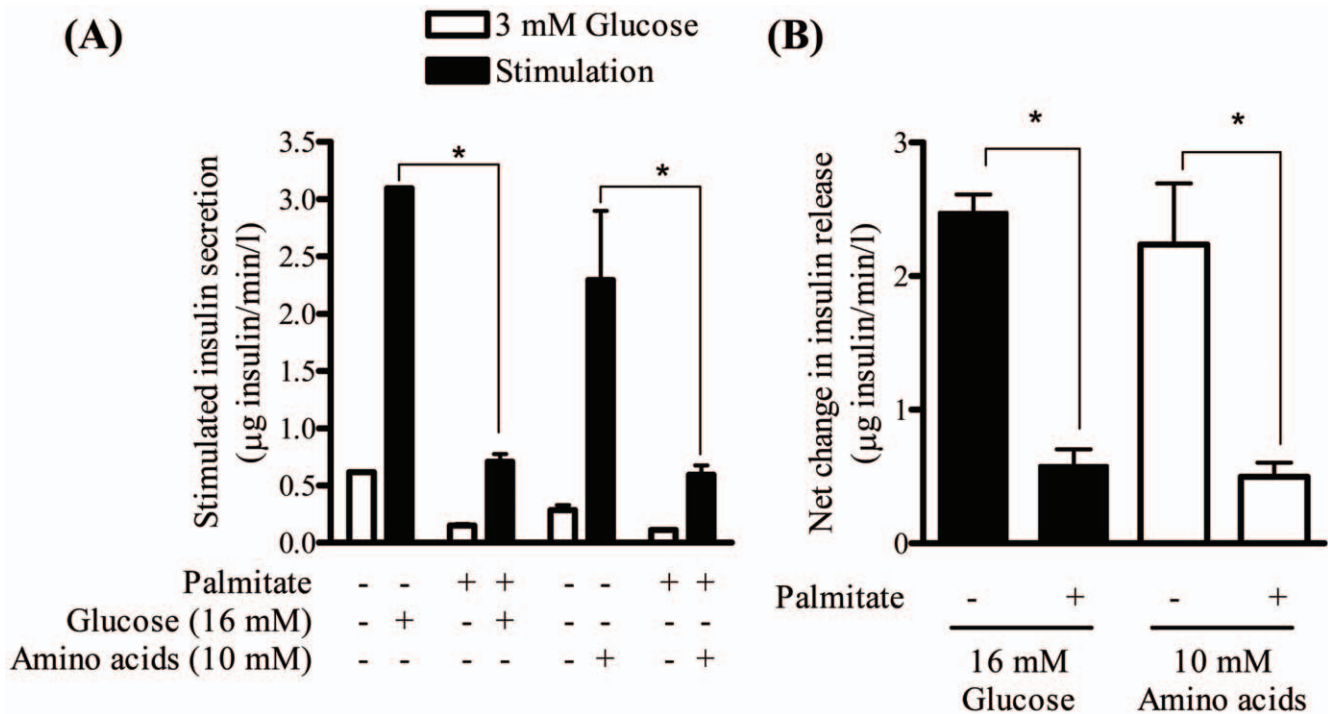 (A)
3 mM Glucose
Stimulation
Stimulated insulin secretion
(µg insulin/min/l)
3.5
3.0
2.5
2.0
1.5
1.0
0.5
0.0
*
*
Palmitate - - + + - - + +
Glucose (16 mM) - + - + - - - -
Amino acids (10 mM) - - - - - + - +
(B)
Net change in insulin release
(µg insulin/min/l)
3
2
1
0
*
*
Palmitate - + - +
16 mM
Glucose
10 mM
Amino acids